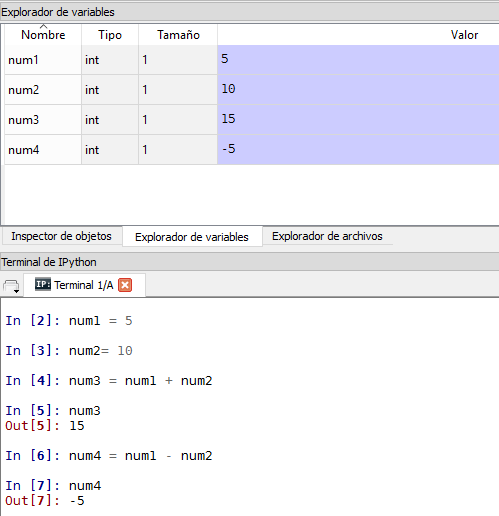 Explorador de variables
Nombre Tipo Tamaño Valor
num1 int 1 5
num2 int 1 10
num3 int 1 15
num4 int 1 -5
Inspector de objetos Explorador de variables Explorador de archivos
Terminal de IPython
IP: Terminal 1/A
In [2]: num1 = 5
In [3]: num2= 10
In [4]: num3 = num1 + num2
In [5]: num3
Out[5]: 15
In [6]: num4 = num1 - num2
In [7]: num4
Out[7]: -5